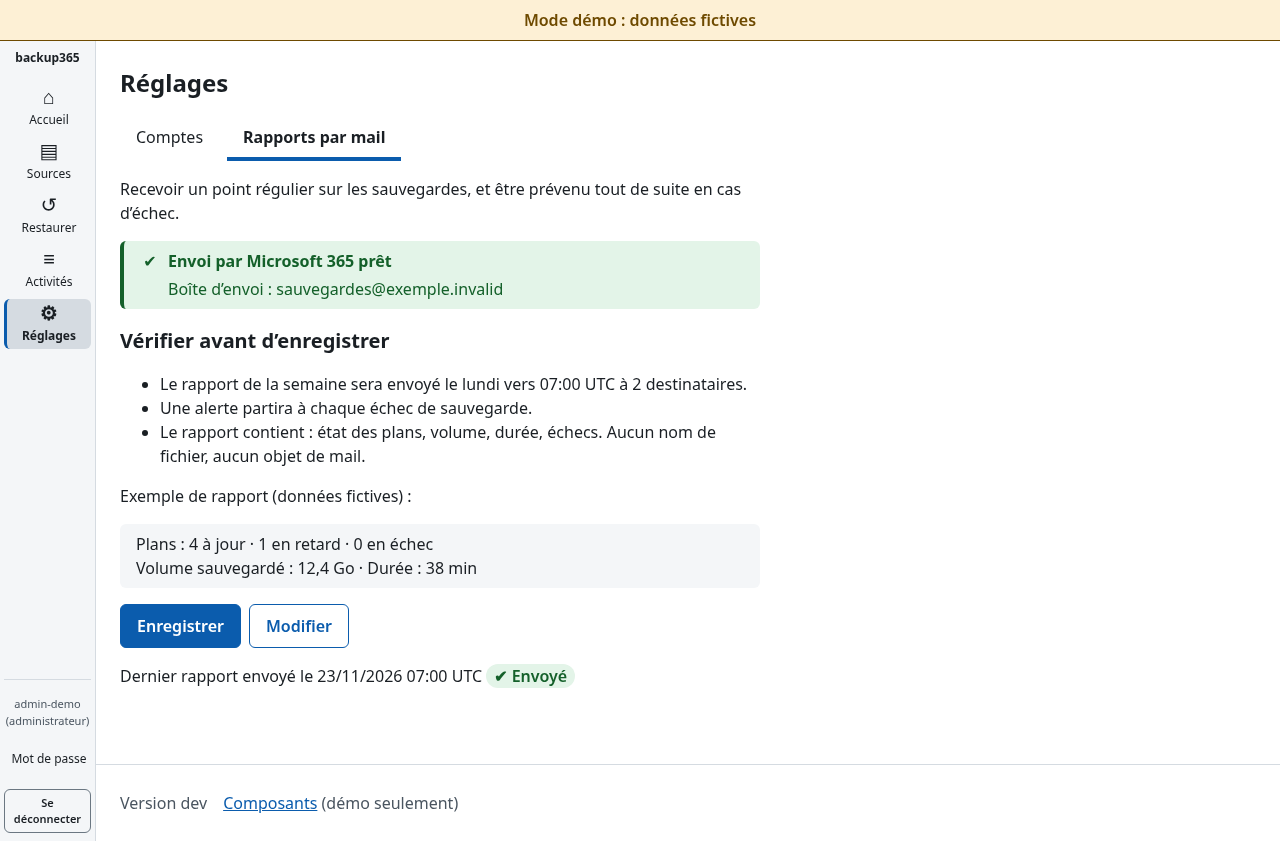 Mode démo : données fictives
backup365
Accueil
Sources
Restaurer
Activités
Réglages
admin-demo
(administrateur)
Mot de passe
Se
déconnecter
Réglages
Comptes
Rapports par mail
Recevoir un point régulier sur les sauvegardes, et être prévenu tout de suite en cas
d’échec.
✔ Envoi par Microsoft 365 prêt
Boîte d’envoi : sauvegardes@exemple.invalid
Vérifier avant d’enregistrer
• Le rapport de la semaine sera envoyé le lundi vers 07:00 UTC à 2 destinataires.
• Une alerte partira à chaque échec de sauvegarde.
• Le rapport contient : état des plans, volume, durée, échecs. Aucun nom de
fichier, aucun objet de mail.
Exemple de rapport (données fictives) :
Plans : 4 à jour · 1 en retard · 0 en échec
Volume sauvegardé : 12,4 Go · Durée : 38 min
Enregistrer
Modifier
Dernier rapport envoyé le 23/11/2026 07:00 UTC ✔ Envoyé
Version dev Composants (démo seulement)